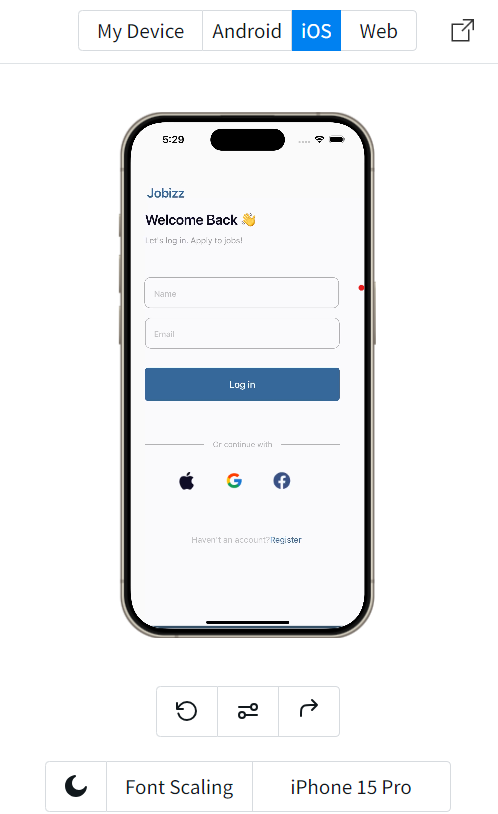 My Device Android iOS Web
5:29
Jobizz
Welcome Back 👋
Let's log in. Apply to jobs!
Name
Email
Log in
Or continue with
Haven't an account?Register
Font Scaling iPhone 15 Pro